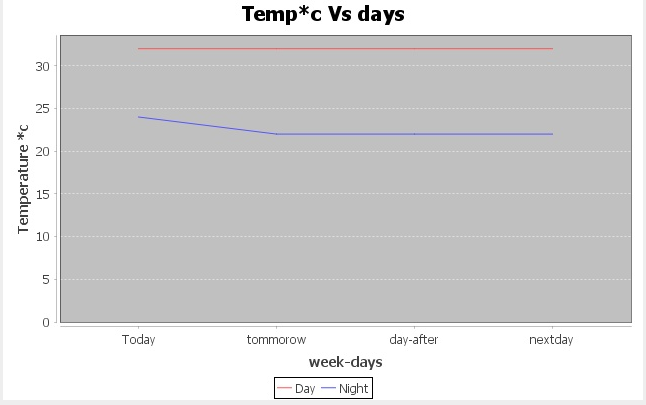 Temp*c Vs days
Temperature *c
30
25
20
15
10
5
0
Today tommorow day-after nextday
week-days
Day Night